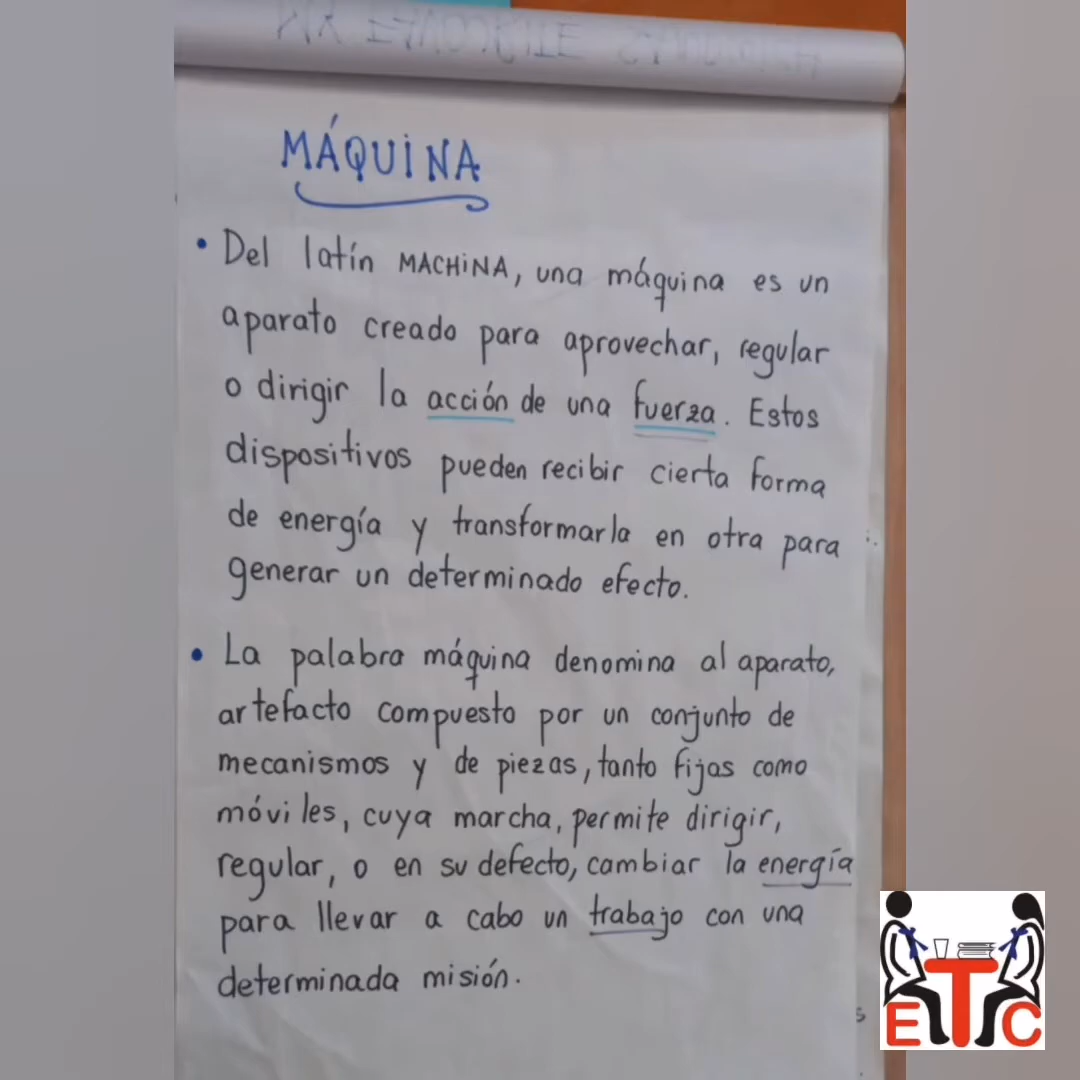 MÁQUINA
• Del latín MACHINA, una máquina es un
aparato creado para aprovechar, regular
o dirigir la acción de una fuerza. Estos
dispositivos pueden recibir cierta forma
de energía y transformarla en otra para
generar un determinado efecto.
• La palabra máquina denomina al aparato,
artefacto compuesto por un conjunto de
mecanismos y de piezas, tanto fijas como
móviles, cuya marcha, permite dirigir,
regular, o en su defecto, cambiar la energía
para llevar a cabo un trabajo con una
determinada misión.
ETC